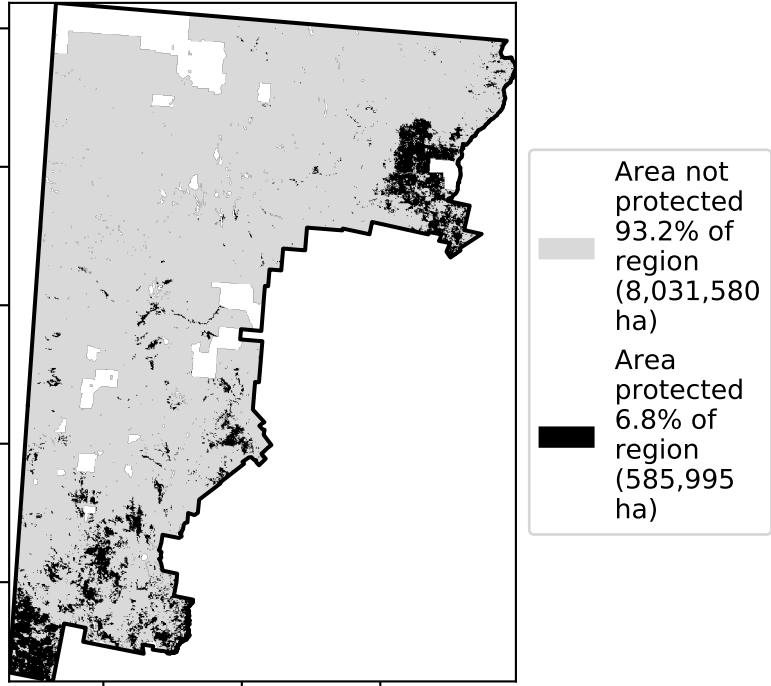 Area not
protected
93.2% of
region
(8,031,580
ha)
Area
protected
6.8% of
region
(585,995
ha)